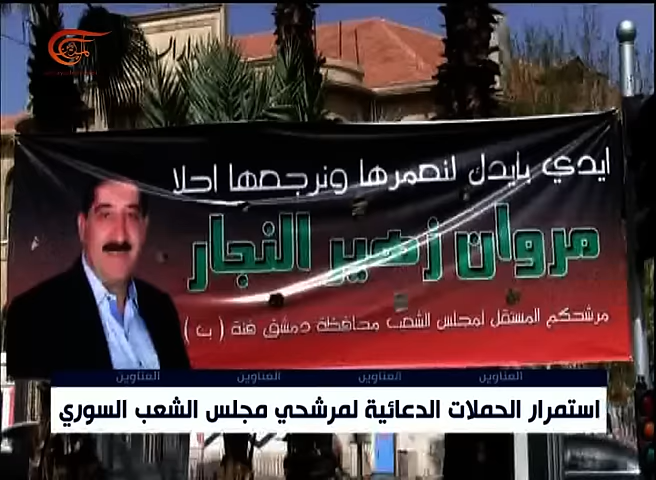 الميادين
ايدي بايدك لنعمرها ونرجعها احلا
مروان زهير النجار
مرشحكم المستقل لمجلس الشعب محافظة دمشق فئة ( ب )
العناوين العناوين العناوين العناوين
استمرار الحملات الدعائية لمرشحي مجلس الشعب السوري